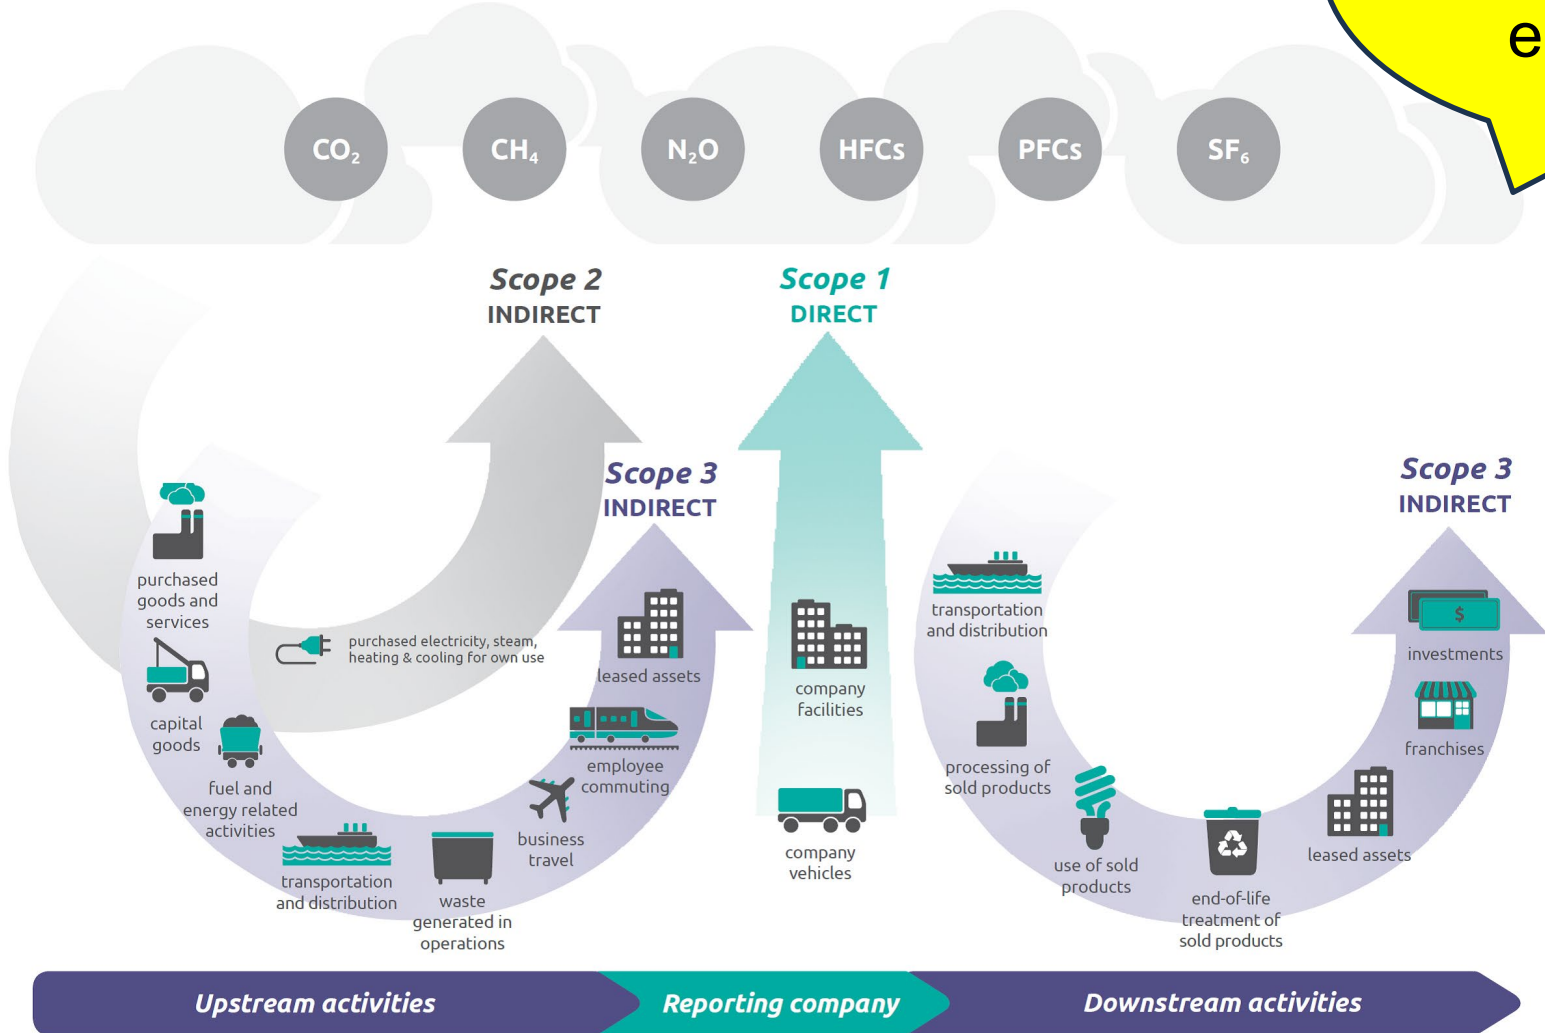 e
CO₂
CH₄
N₂O
HFCs
PFCs
SF₆
Scope 2
INDIRECT
Scope 1
DIRECT
Scope 3
INDIRECT
Scope 3
INDIRECT
purchased
goods and
services
capital
goods
fuel and
energy related
activities
transportation
and distribution
waste
generated in
operations
business
travel
employee
commuting
leased assets
purchased electricity, steam,
heating & cooling for own use
company
facilities
company
vehicles
transportation
and distribution
processing of
sold products
use of sold
products
end-of-life
treatment of
sold products
leased assets
franchises
investments
$
Upstream activities
Reporting company
Downstream activities